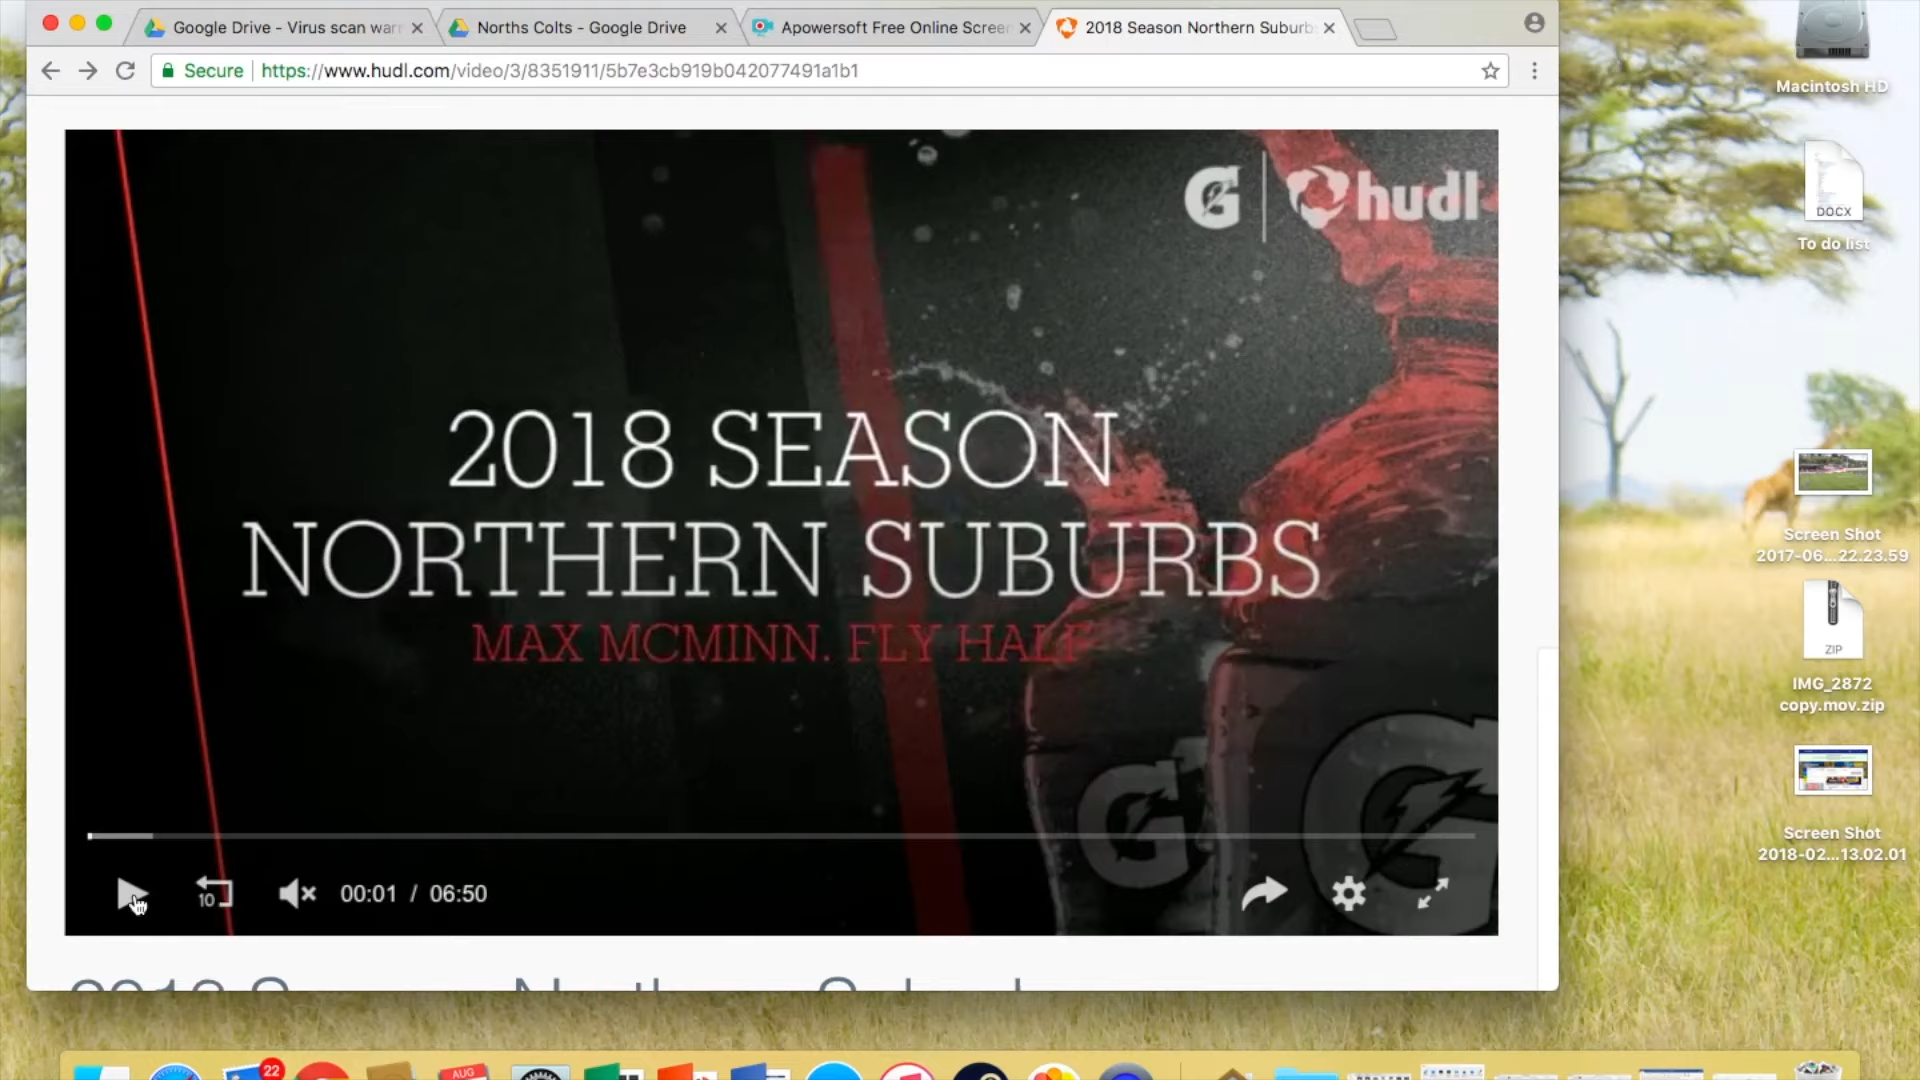 Google Drive - Virus scan war
Norths Colts - Google Drive
Apowersoft Free Online Screen
2018 Season Northern Suburb
Secure
https://www.hudl.com/video/3/8351911/5b7e3cb919b042077491a1b1
G hudl
2018 SEASON
NORTHERN SUBURBS
MAX MCMINN. FLY HALF
G G
10
00:01 / 06:50
Macintosh HD
DOCX
To do list
Screen Shot
2017-06...22.23.59
ZIP
IMG_2872
copy.mov.zip
Screen Shot
2018-02...13.02.01
22
AUG